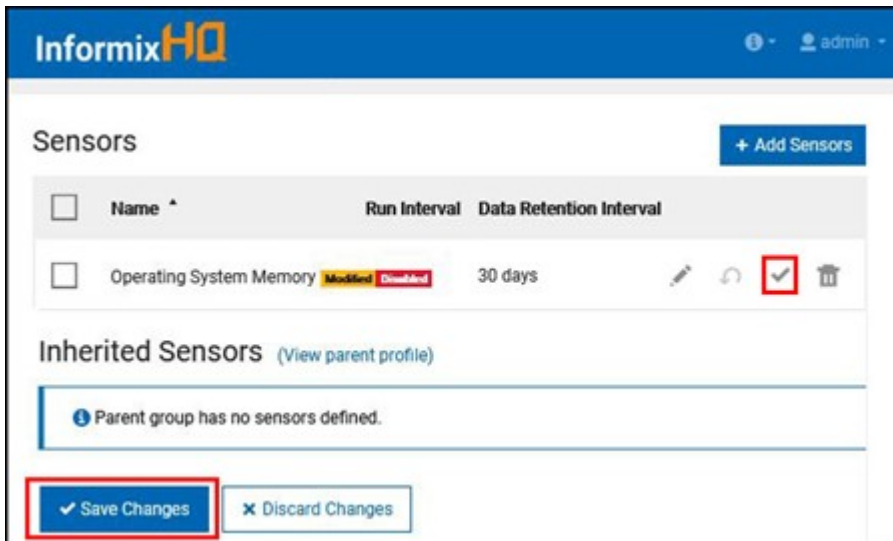 InformixHQ
admin
Sensors
+ Add Sensors
Name Run Interval Data Retention Interval
Operating System Memory Modified Disabled 30 days
Inherited Sensors (View parent profile)
Parent group has no sensors defined.
Save Changes
Discard Changes